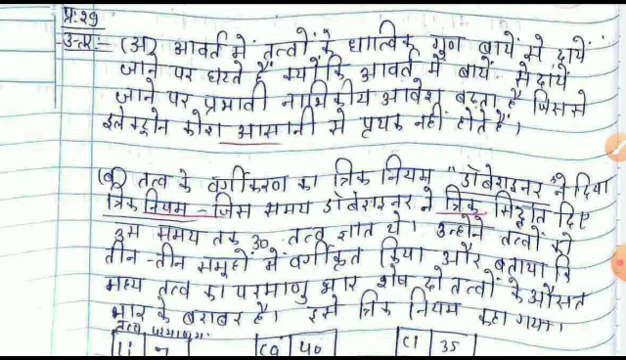 प्र.29
उत्तर:- (अ) आवर्त में तत्वों के धात्विक गुण बायें से दायें
जाने पर घटते हैं क्योंकि आवर्त में बायें से दायें
जाने पर प्रभावी नाभिकीय आवेश बढ़ता है जिससे
इलेक्ट्रोन कोश आसानी से पृथक नहीं होते हैं।
(ब) तत्व के वर्गीकरण का त्रिक नियम "डॉबेराइनर ने दिया
त्रिक नियम - जिस समय डॉबेराइनर ने त्रिक सिद्धांत दिए
उस समय तक 30 तत्व ज्ञात थे। उन्होने तत्वों को
तीन-तीन समूहों में वर्गीकृत किया और बताया कि
मध्य तत्व का परमाणु भार शेष दो तत्वों के औसत
भार के बराबर है। इसे त्रिक नियम कहा गया।
तत्व परमाणु
Li 7 Ca 40 Cl 35